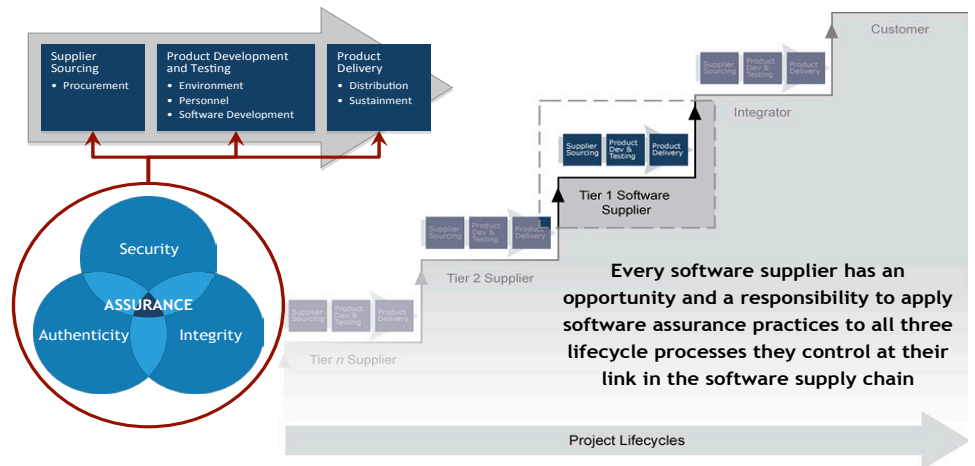 Supplier
Sourcing
• Procurement
Product Development
and Testing
• Environment
• Personnel
• Software Development
Product
Delivery
• Distribution
• Sustainment
Security
ASSURANCE
Authenticity
Integrity
Supplier
Sourcing
Product
Dev &
Testing
Product
Delivery
Tier n Supplier
Supplier
Sourcing
Product
Dev &
Testing
Product
Delivery
Tier 2 Supplier
Supplier
Sourcing
Product
Dev &
Testing
Product
Delivery
Tier 1 Software
Supplier
Supplier
Sourcing
Product
Dev &
Testing
Product
Delivery
Integrator
Customer
Every software supplier has an
opportunity and a responsibility to apply
software assurance practices to all three
lifecycle processes they control at their
link in the software supply chain
Project Lifecycles